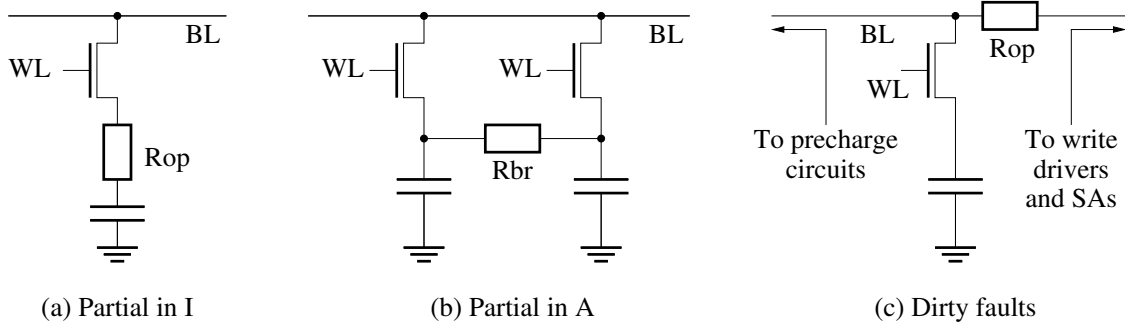 BL
WL
Rop
(a) Partial in I
BL
WL
WL
Rbr
(b) Partial in A
BL
Rop
WL
To precharge
circuits
To write
drivers
and SAs
(c) Dirty faults